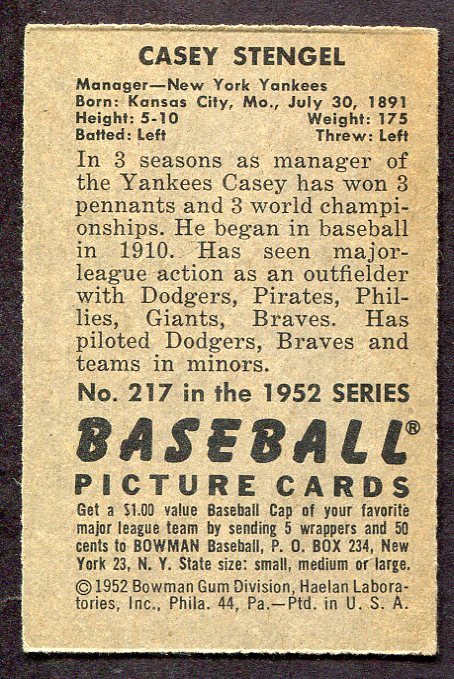 CASEY STENGEL
Manager—New York Yankees
Born: Kansas City, Mo., July 30, 1891
Height: 5-10 Weight: 175
Batted: Left Threw: Left
In 3 seasons as manager of
the Yankees Casey has won 3
pennants and 3 world champi-
onships. He began in baseball
in 1910. Has seen major-
league action as an outfielder
with Dodgers, Pirates, Phil-
lies, Giants, Braves. Has
piloted Dodgers, Braves and
teams in minors.
No. 217 in the 1952 SERIES
BASEBALL®
PICTURE CARDS
Get a $1.00 value Baseball Cap of your favorite
major league team by sending 5 wrappers and 50
cents to BOWMAN Baseball, P. O. BOX 234, New
York 23, N. Y. State size: small, medium or large.
©1952 Bowman Gum Division, Haelan Labora-
tories, Inc., Phila. 44, Pa.—Ptd. in U. S. A.